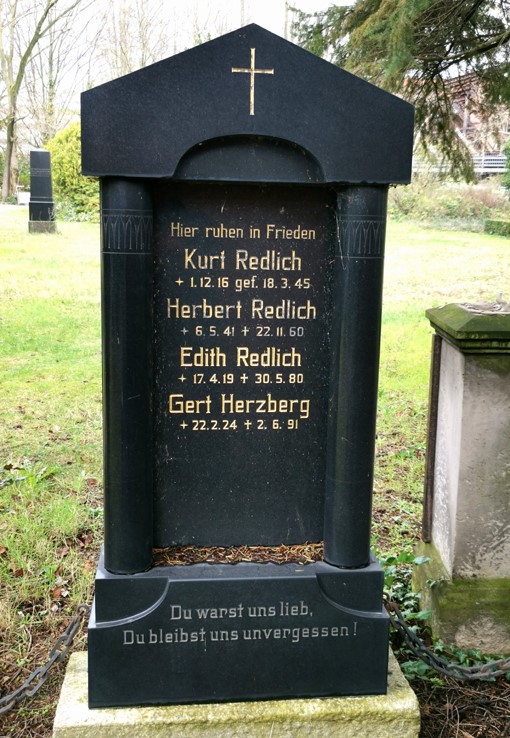 Hier ruhen in Frieden
Kurt Redlich
+ 1.12.16 gef. 18.3.45
Herbert Redlich
+ 6.5.41 + 22.11.60
Edith Redlich
+ 17.4.19 + 30.5.80
Gert Herzberg
+ 22.2.24 + 2.6.91
Du warst uns lieb,
Du bleibst uns unvergessen!